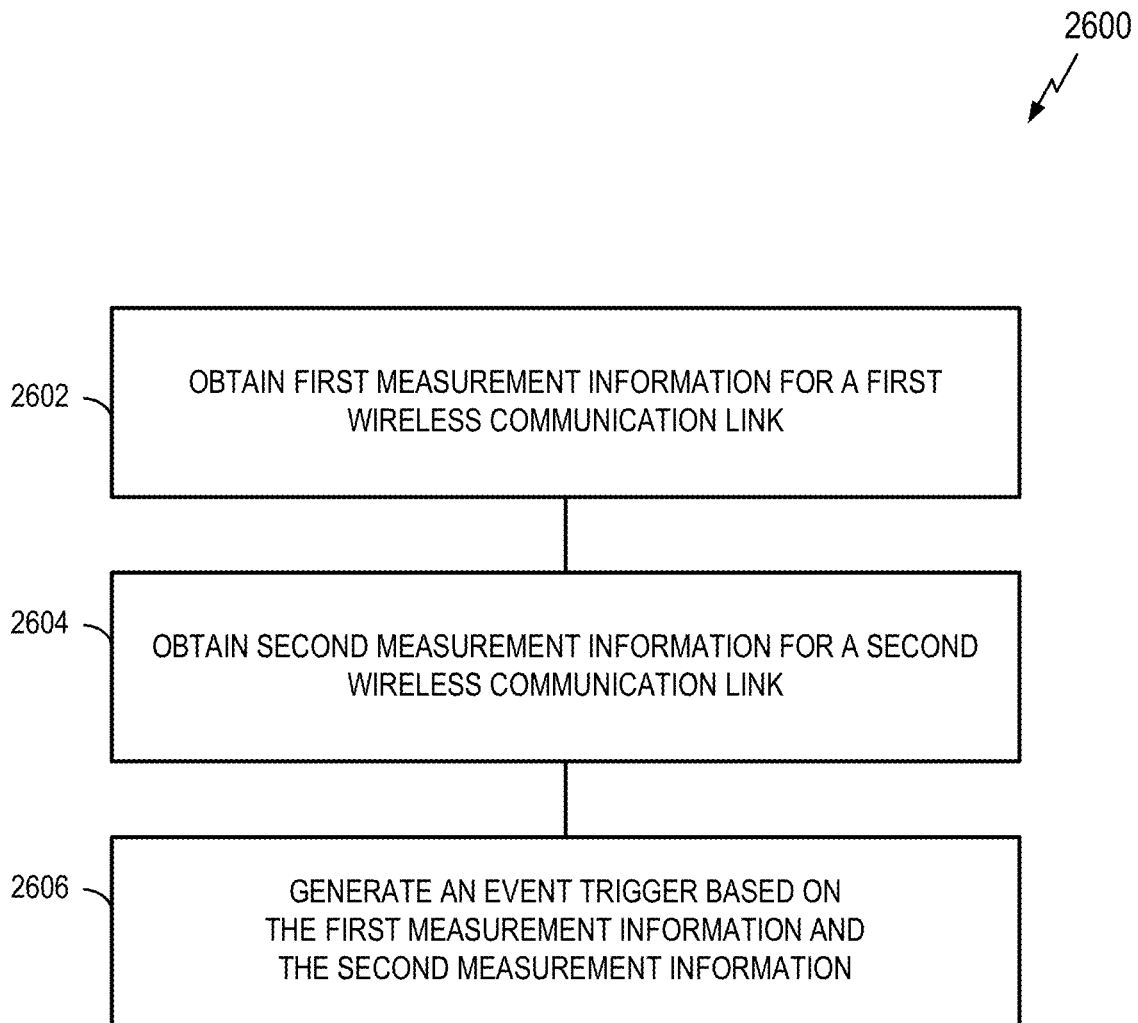 2600
2602
OBTAIN FIRST MEASUREMENT INFORMATION FOR A FIRST
WIRELESS COMMUNICATION LINK
2604
OBTAIN SECOND MEASUREMENT INFORMATION FOR A SECOND
WIRELESS COMMUNICATION LINK
2606
GENERATE AN EVENT TRIGGER BASED ON
THE FIRST MEASUREMENT INFORMATION AND
THE SECOND MEASUREMENT INFORMATION